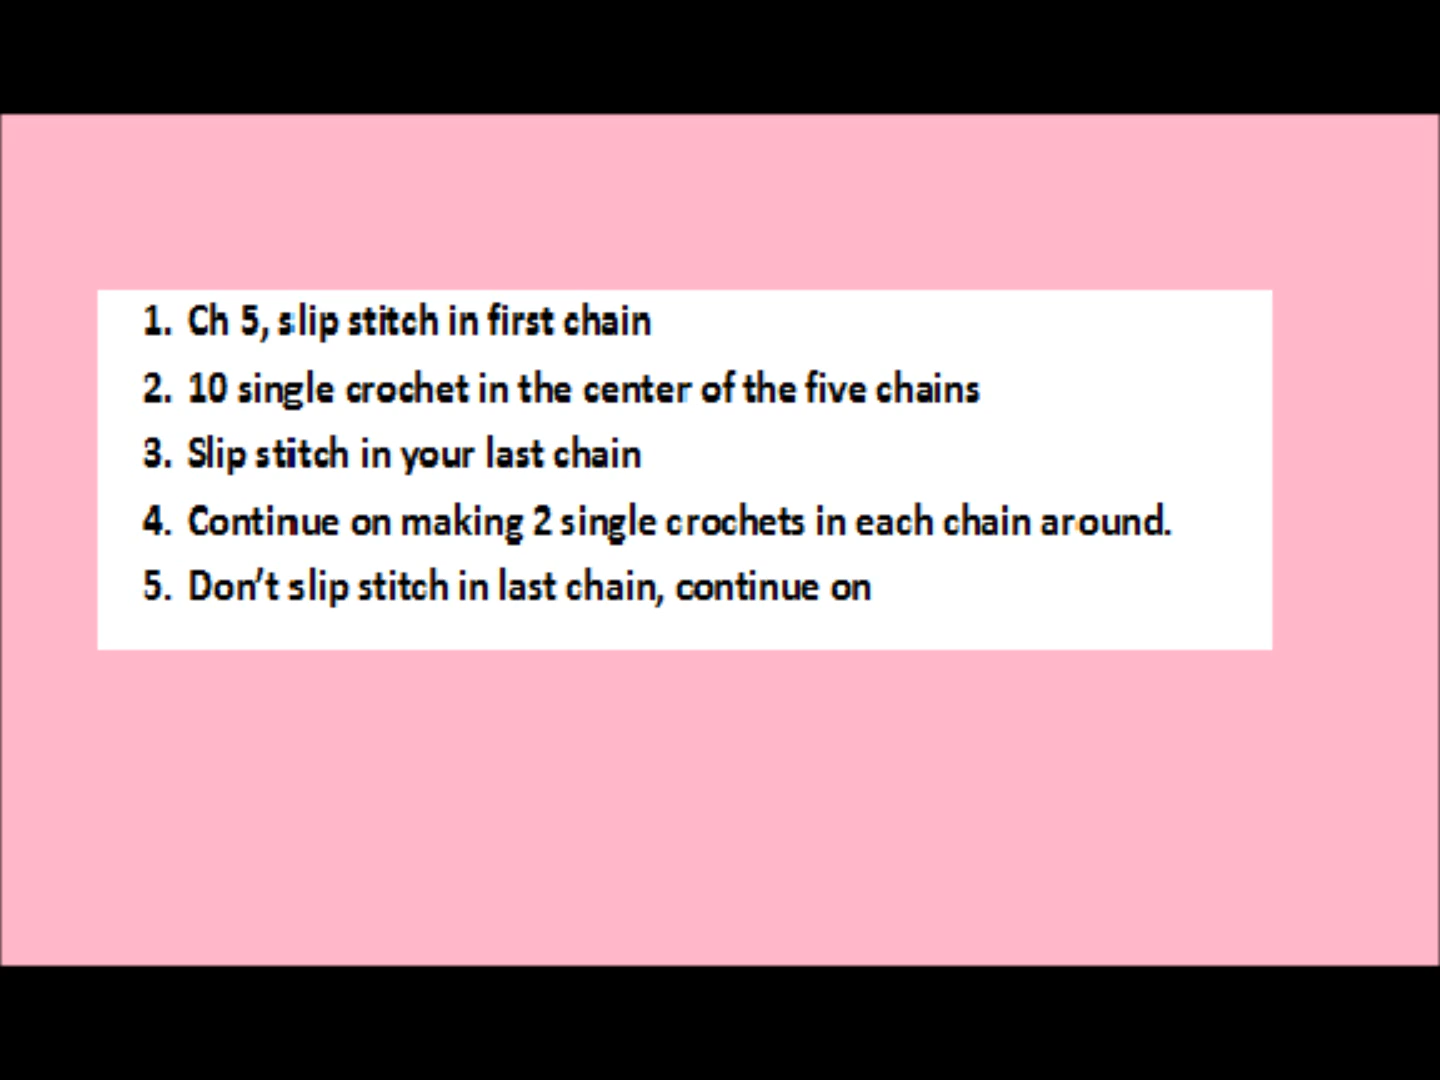 1. Ch 5, slip stitch in first chain
2. 10 single crochet in the center of the five chains
3. Slip stitch in your last chain
4. Continue on making 2 single crochets in each chain around.
5. Don’t slip stitch in last chain, continue on